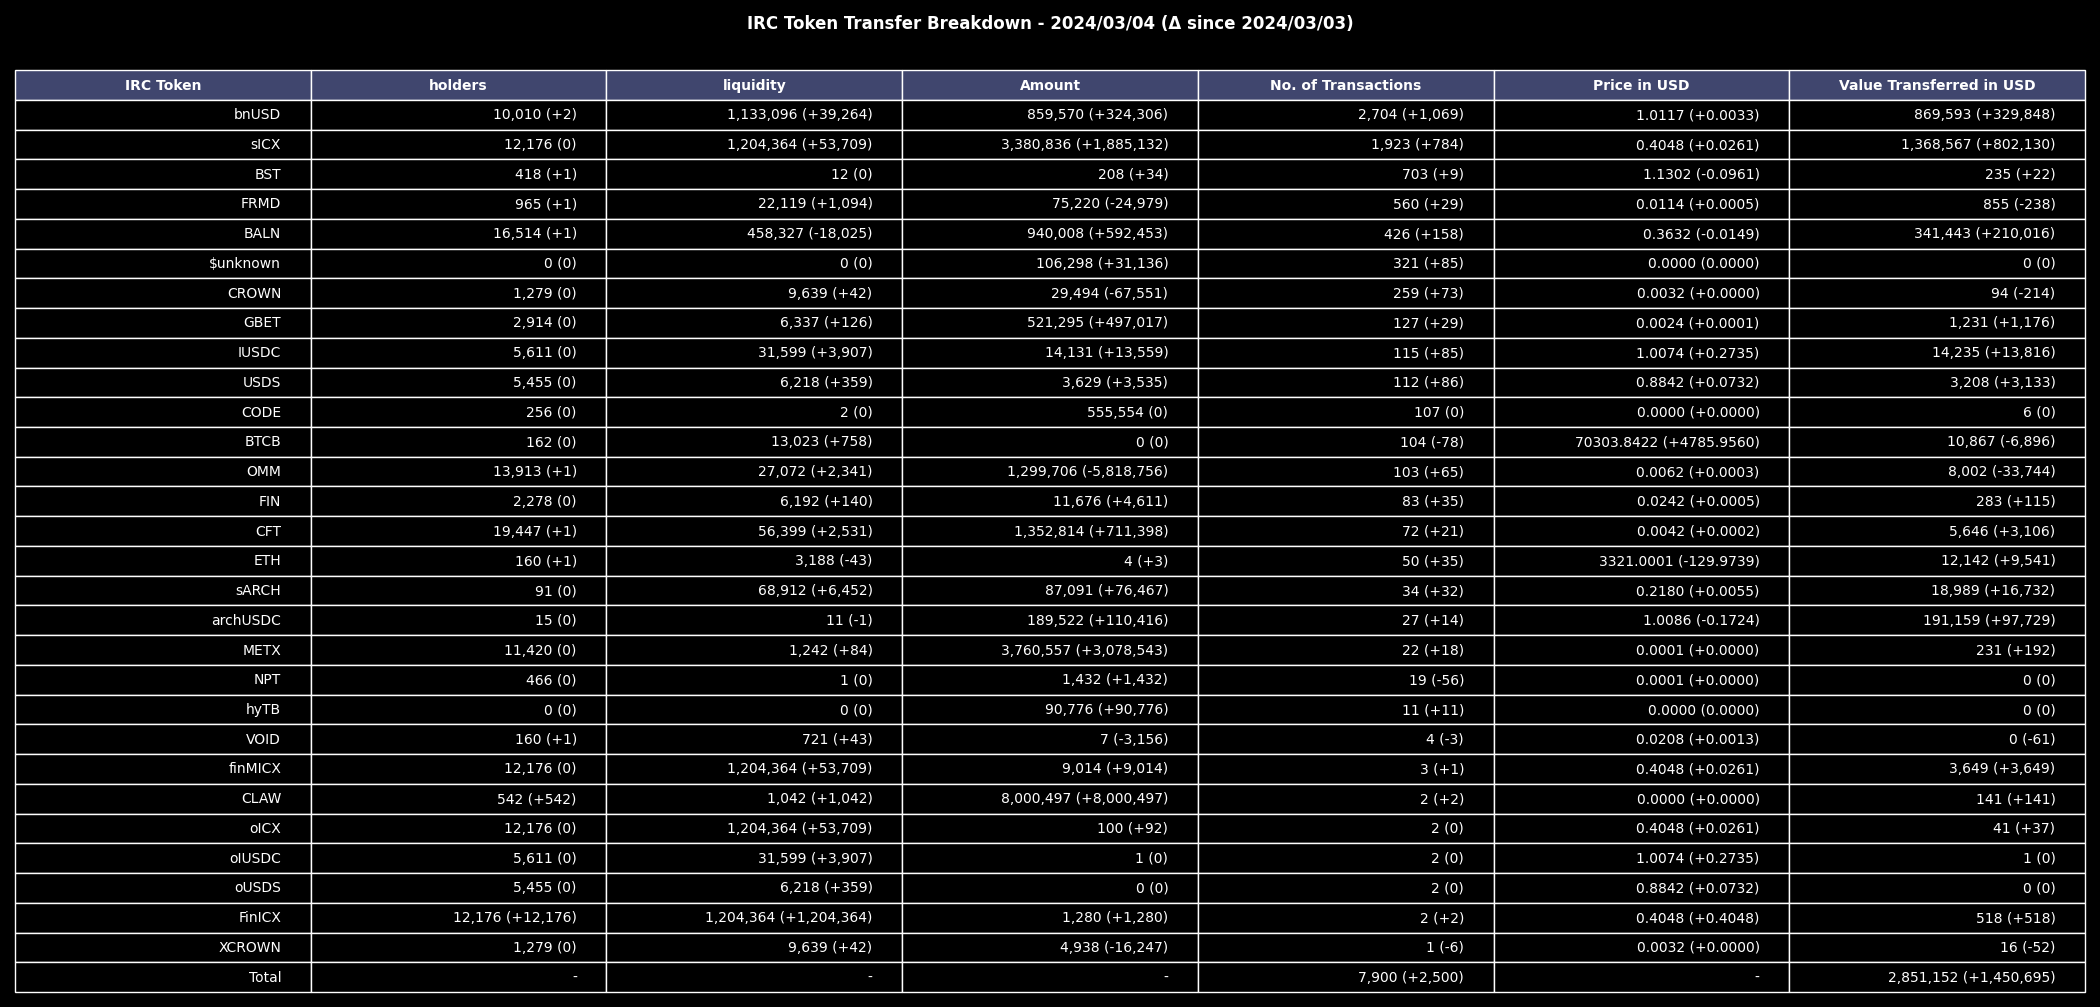 IRC Token Transfer Breakdown - 2024/03/04 (Δ since 2024/03/03)
IRC Token holders liquidity Amount No. of Transactions Price in USD Value Transferred in USD
bnUSD 10,010 (+2) 1,133,096 (+39,264) 859,570 (+324,306) 2,704 (+1,069) 1.0117 (+0.0033) 869,593 (+329,848)
sICX 12,176 (0) 1,204,364 (+53,709) 3,380,836 (+1,885,132) 1,923 (+784) 0.4048 (+0.0261) 1,368,567 (+802,130)
BST 418 (+1) 12 (0) 208 (+34) 703 (+9) 1.1302 (-0.0961) 235 (+22)
FRMD 965 (+1) 22,119 (+1,094) 75,220 (-24,979) 560 (+29) 0.0114 (+0.0005) 855 (-238)
BALN 16,514 (+1) 458,327 (-18,025) 940,008 (+592,453) 426 (+158) 0.3632 (-0.0149) 341,443 (+210,016)
$unknown 0 (0) 0 (0) 106,298 (+31,136) 321 (+85) 0.0000 (0.0000) 0 (0)
CROWN 1,279 (0) 9,639 (+42) 29,494 (-67,551) 259 (+73) 0.0032 (+0.0000) 94 (-214)
GBET 2,914 (0) 6,337 (+126) 521,295 (+497,017) 127 (+29) 0.0024 (+0.0001) 1,231 (+1,176)
IUSDC 5,611 (0) 31,599 (+3,907) 14,131 (+13,559) 115 (+85) 1.0074 (+0.2735) 14,235 (+13,816)
USDS 5,455 (0) 6,218 (+359) 3,629 (+3,535) 112 (+86) 0.8842 (+0.0732) 3,208 (+3,133)
CODE 256 (0) 2 (0) 555,554 (0) 107 (0) 0.0000 (+0.0000) 6 (0)
BTCB 162 (0) 13,023 (+758) 0 (0) 104 (-78) 70303.8422 (+4785.9560) 10,867 (-6,896)
OMM 13,913 (+1) 27,072 (+2,341) 1,299,706 (-5,818,756) 103 (+65) 0.0062 (+0.0003) 8,002 (-33,744)
FIN 2,278 (0) 6,192 (+140) 11,676 (+4,611) 83 (+35) 0.0242 (+0.0005) 283 (+115)
CFT 19,447 (+1) 56,399 (+2,531) 1,352,814 (+711,398) 72 (+21) 0.0042 (+0.0002) 5,646 (+3,106)
ETH 160 (+1) 3,188 (-43) 4 (+3) 50 (+35) 3321.0001 (-129.9739) 12,142 (+9,541)
sARCH 91 (0) 68,912 (+6,452) 87,091 (+76,467) 34 (+32) 0.2180 (+0.0055) 18,989 (+16,732)
archUSDC 15 (0) 11 (-1) 189,522 (+110,416) 27 (+14) 1.0086 (-0.1724) 191,159 (+97,729)
METX 11,420 (0) 1,242 (+84) 3,760,557 (+3,078,543) 22 (+18) 0.0001 (+0.0000) 231 (+192)
NPT 466 (0) 1 (0) 1,432 (+1,432) 19 (-56) 0.0001 (+0.0000) 0 (0)
hyTB 0 (0) 0 (0) 90,776 (+90,776) 11 (+11) 0.0000 (0.0000) 0 (0)
VOID 160 (+1) 721 (+43) 7 (-3,156) 4 (-3) 0.0208 (+0.0013) 0 (-61)
finMICX 12,176 (0) 1,204,364 (+53,709) 9,014 (+9,014) 3 (+1) 0.4048 (+0.0261) 3,649 (+3,649)
CLAW 542 (+542) 1,042 (+1,042) 8,000,497 (+8,000,497) 2 (+2) 0.0000 (+0.0000) 141 (+141)
oICX 12,176 (0) 1,204,364 (+53,709) 100 (+92) 2 (0) 0.4048 (+0.0261) 41 (+37)
oIUSDC 5,611 (0) 31,599 (+3,907) 1 (0) 2 (0) 1.0074 (+0.2735) 1 (0)
oUSDS 5,455 (0) 6,218 (+359) 0 (0) 2 (0) 0.8842 (+0.0732) 0 (0)
FinICX 12,176 (+12,176) 1,204,364 (+1,204,364) 1,280 (+1,280) 2 (+2) 0.4048 (+0.4048) 518 (+518)
XCROWN 1,279 (0) 9,639 (+42) 4,938 (-16,247) 1 (-6) 0.0032 (+0.0000) 16 (-52)
Total - - - 7,900 (+2,500) - 2,851,152 (+1,450,695)